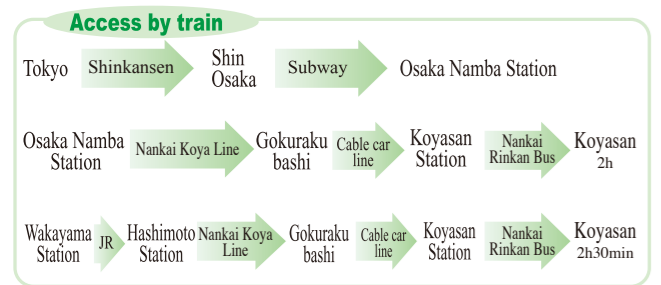 Access by train
Tokyo Shinkansen Shin Osaka Subway Osaka Namba Station
Osaka Namba Station Nankai Koya Line Gokuraku bashi Cable car line Koyasan Station Nankai Rinkan Bus Koyasan 2h
Wakayama Station JR Hashimoto Station Nankai Koya Line Gokuraku bashi Cable car line Koyasan Station Nankai Rinkan Bus Koyasan 2h30min